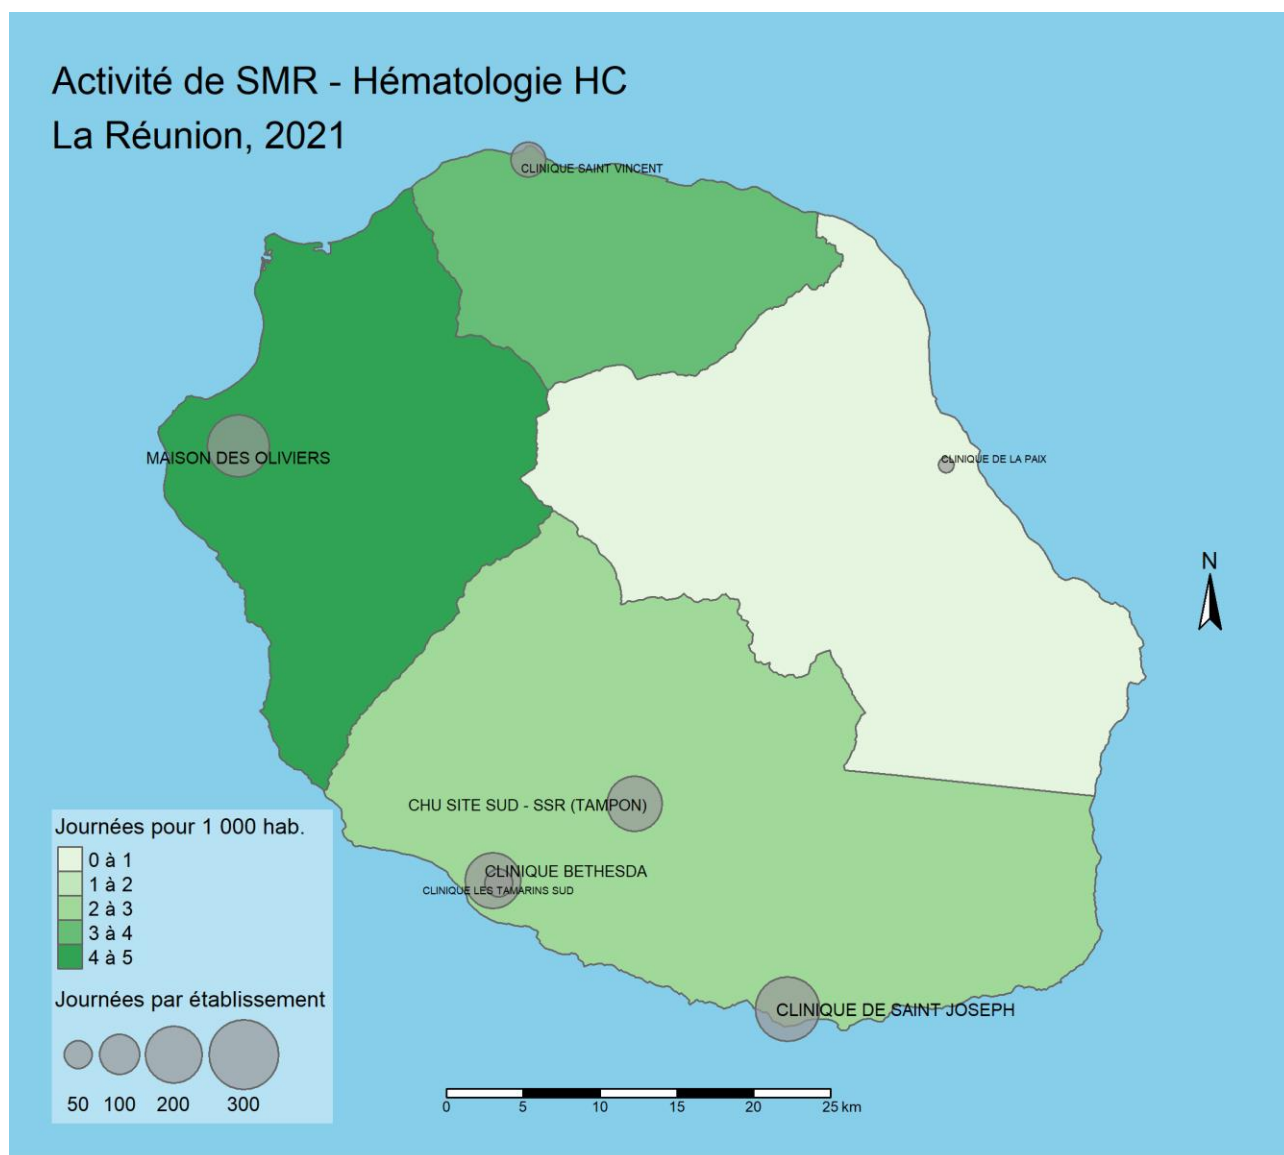 Activité de SMR - Hématologie HC
La Réunion, 2021
CLINIQUE SAINT VINCENT
MAISON DES OLIVIERS
CLINIQUE DE LA PAIX
N
CHU SITE SUD - SSR (TAMPON)
CLINIQUE BETHESDA
CLINIQUE LES TAMARINS SUD
CLINIQUE DE SAINT JOSEPH
Journées pour 1 000 hab.
0 à 1
1 à 2
2 à 3
3 à 4
4 à 5
Journées par établissement
50 100 200 300
0 5 10 15 20 25 km